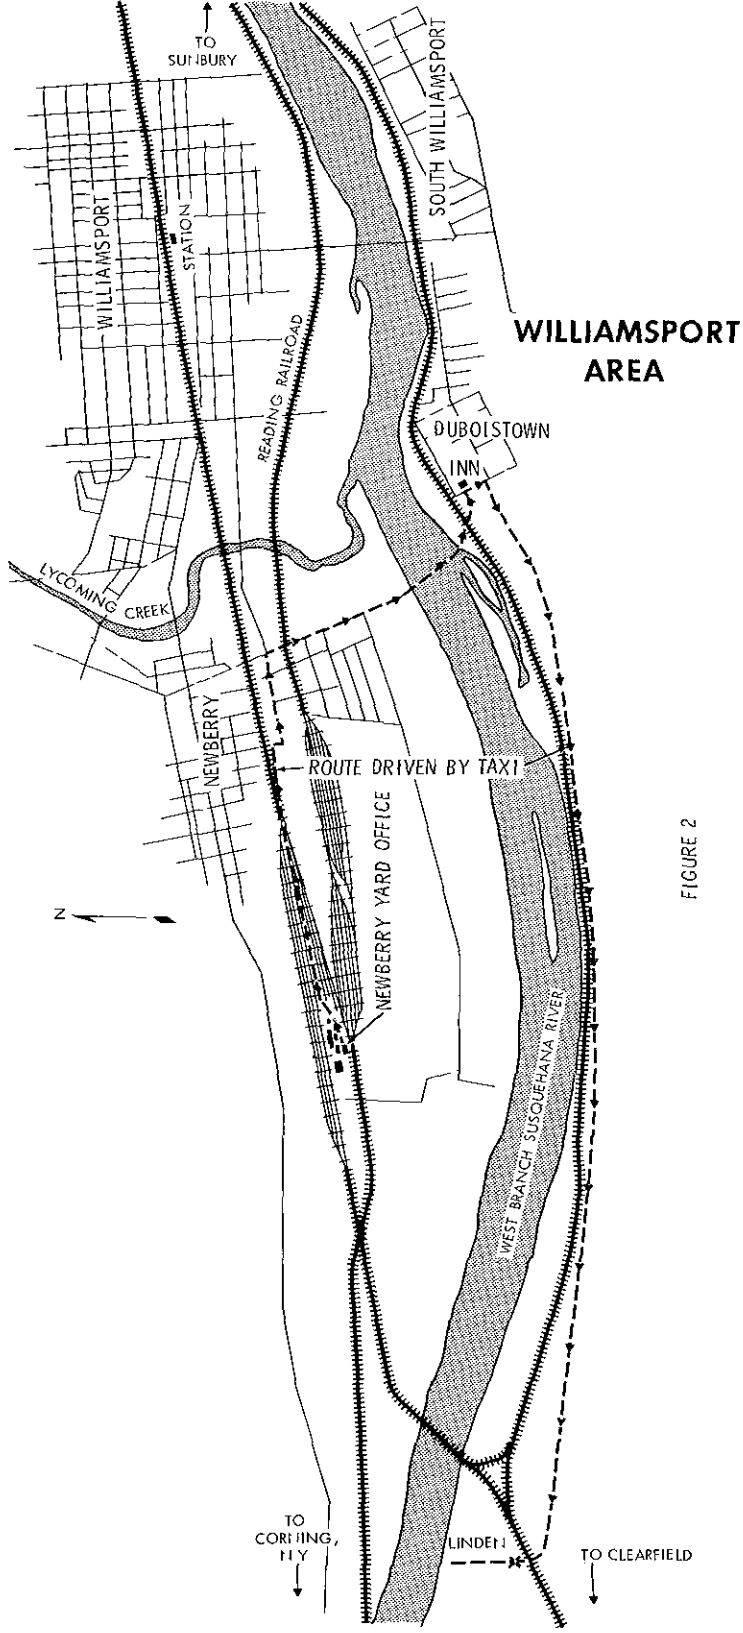 TO
SUNBURY
SOUTH WILLIAMSPORT
WILLIAMSPORT
STATION
WILLIAMSPORT
AREA
READING RAILROAD
DUBOISTOWN
INN
LYCOMING CREEK
NEWBERRY
ROUTE DRIVEN BY TAXI
NEWBERRY YARD OFFICE
FIGURE 2
N
WEST BRANCH SUSQUEHANA RIVER
TO
CORNING,
NY
LINDEN
TO CLEARFIELD